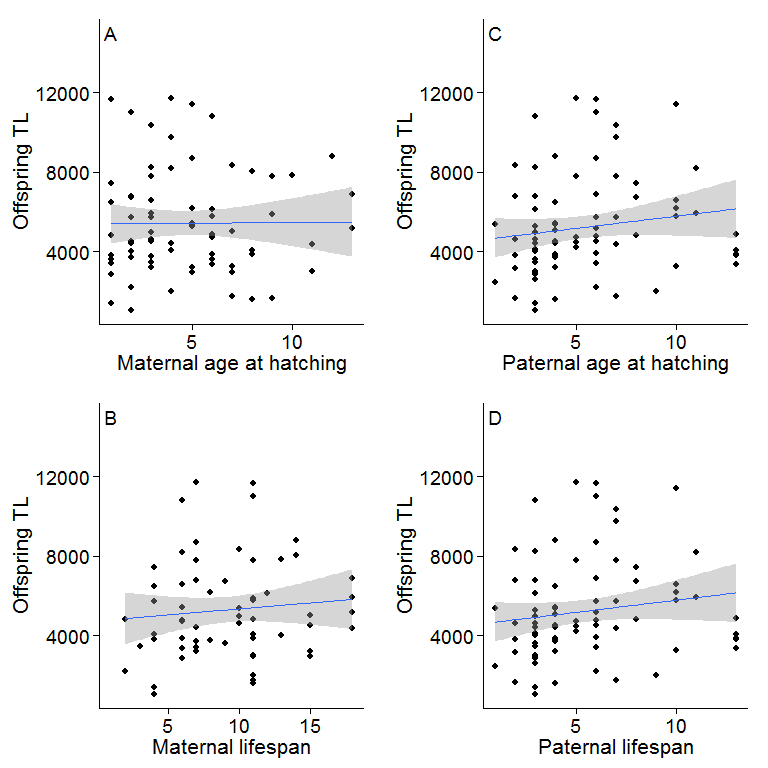 A
Offspring TL
12000
8000
4000
5
10
Maternal age at hatching
C
Offspring TL
12000
8000
4000
5
10
Paternal age at hatching
B
Offspring TL
12000
8000
4000
5
10
15
Maternal lifespan
D
Offspring TL
12000
8000
4000
5
10
Paternal lifespan